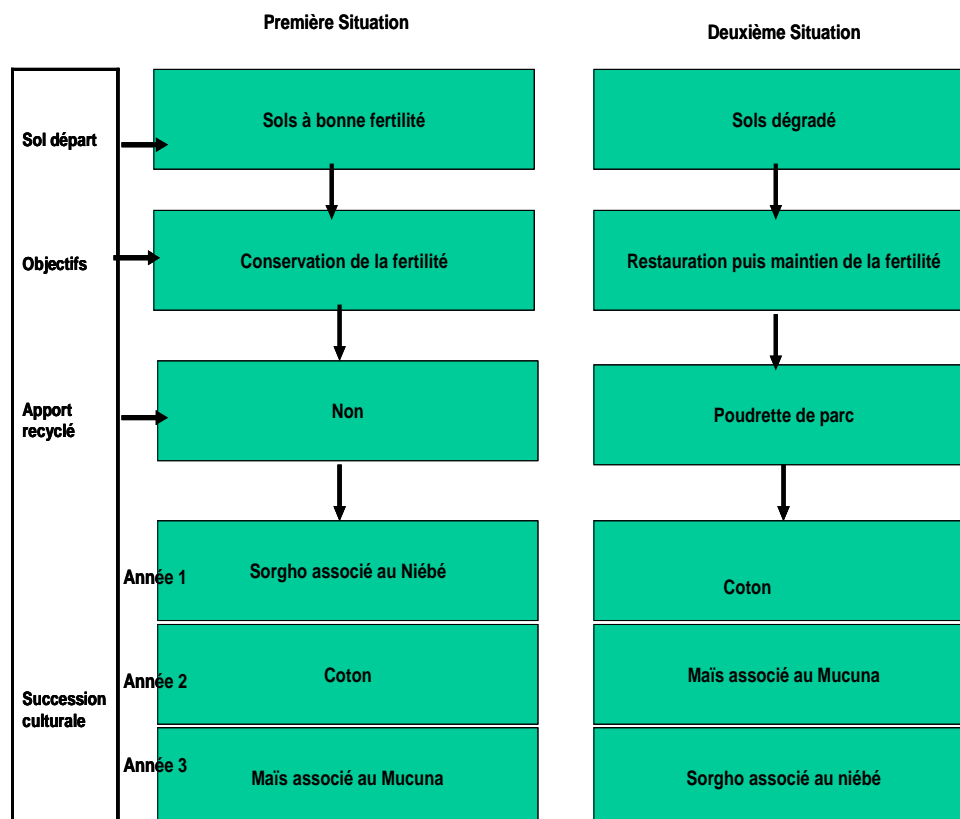 Première Situation
Deuxième Situation
Sol départ
Sols à bonne fertilité
Sols dégradé
Objectifs
Conservation de la fertilité
Restauration puis maintien de la fertilité
Apport
recyclé
Non
Poudrette de parc
Succession
culturale
Année 1
Sorgho associé au Niébé
Coton
Année 2
Coton
Maïs associé au Mucuna
Année 3
Maïs associé au Mucuna
Sorgho associé au niébé